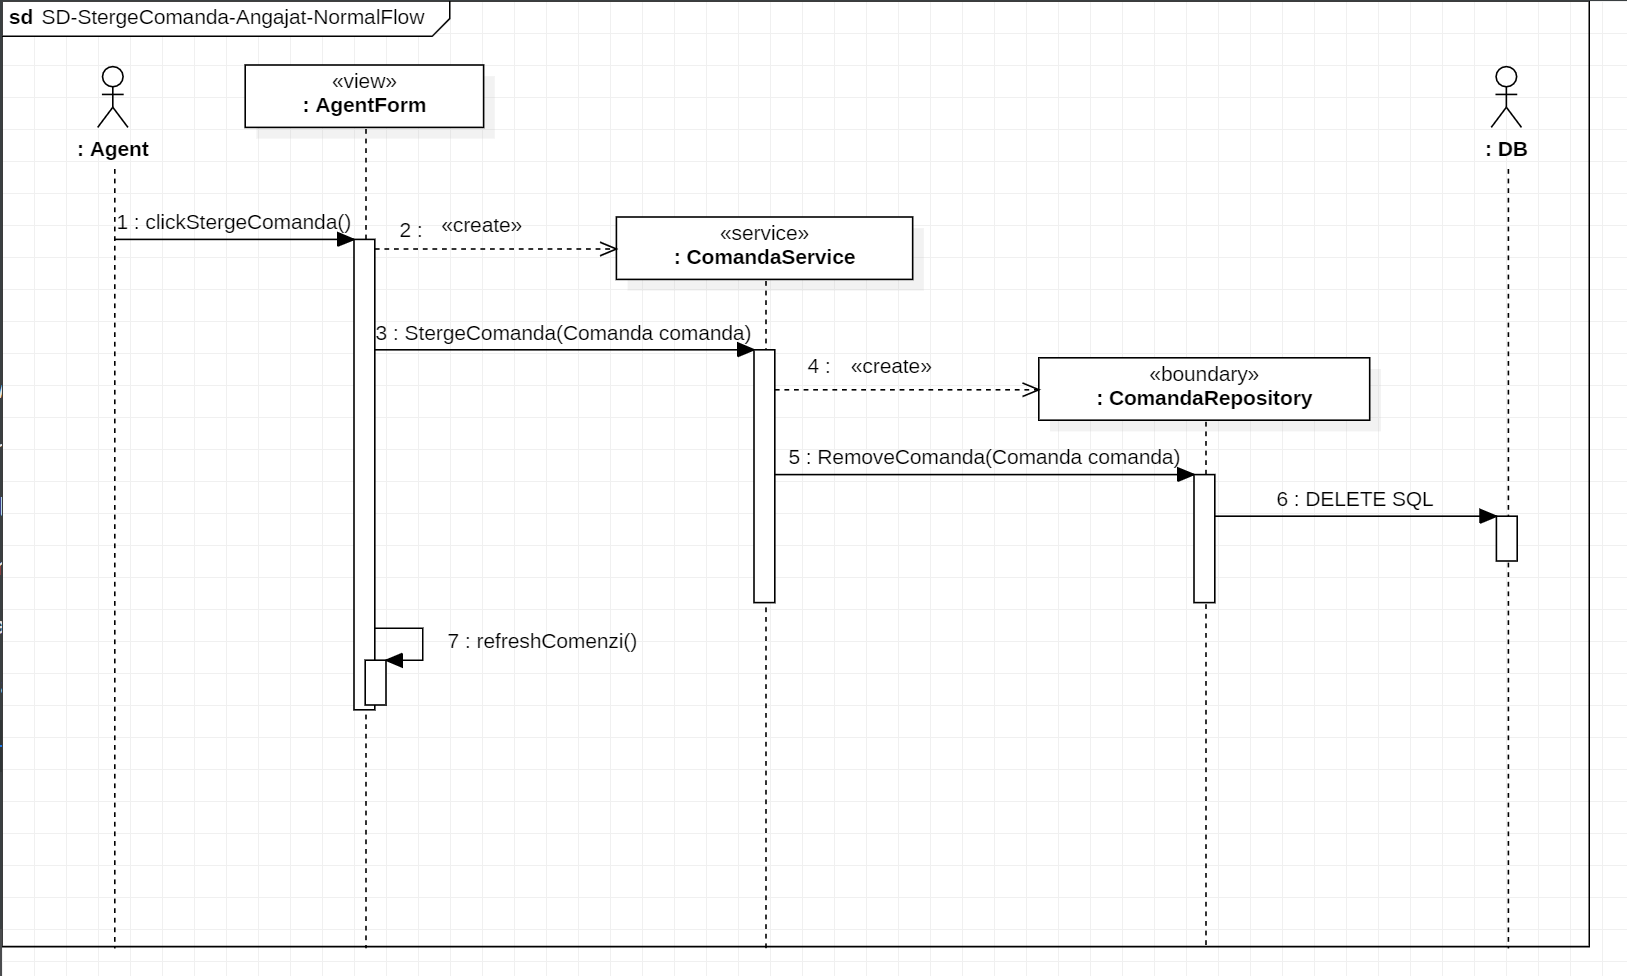 sd SD-StergeComanda-Angajat-NormalFlow
«view»
: AgentForm
: Agent
: DB
1 : clickStergeComanda()
2 : «create»
«service»
: ComandaService
3 : StergeComanda(Comanda comanda)
4 : «create»
«boundary»
: ComandaRepository
5 : RemoveComanda(Comanda comanda)
6 : DELETE SQL
7 : refreshComenzi()